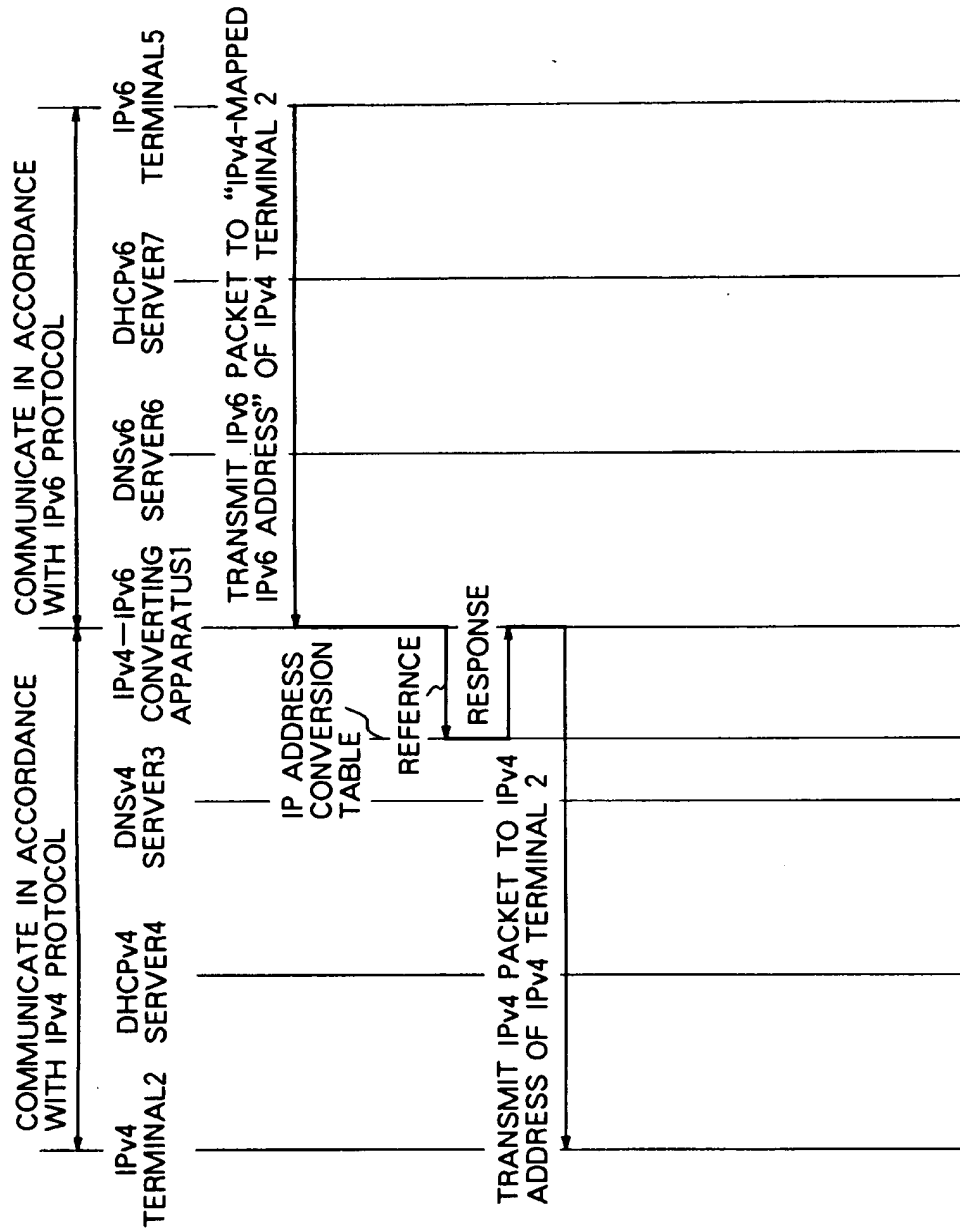 COMMUNICATE IN ACCORDANCE
WITH IPv4 PROTOCOL
COMMUNICATE IN ACCORDANCE
WITH IPv6 PROTOCOL
IPv4
TERMINAL2
DHCPv4
SERVER4
DNSv4
SERVER3
IPv4—IPv6
CONVERTING
APPARATUS1
DNSv6
SERVER6
DHCPv6
SERVER7
IPv6
TERMINAL5
TRANSMIT IPv6 PACKET TO "IPv4-MAPPED
IPv6 ADDRESS" OF IPv4 TERMINAL 2
IP ADDRESS
CONVERSION
TABLE
REFERNCE
RESPONSE
TRANSMIT IPv4 PACKET TO IPv4
ADDRESS OF IPv4 TERMINAL 2